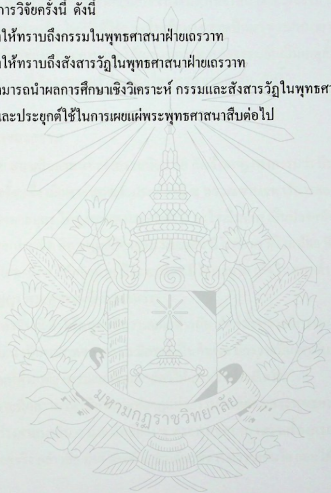 การวิจัยครั้งนี้ ดังนี้
ให้ทราบถึงกรรมในพุทธศาสนาฝ่ายเถรวาท
ให้ทราบถึงสังสารวัฏในพุทธศาสนาฝ่ายเถรวาท
มารถนำผลการศึกษาเชิงวิเคราะห์ กรรมและสังสารวัฏในพุทธศา
และประยุกต์ใช้ในการเผยแผ่พระพุทธศาสนาสืบต่อไป
มหามกุฏราชวิทยาลัย